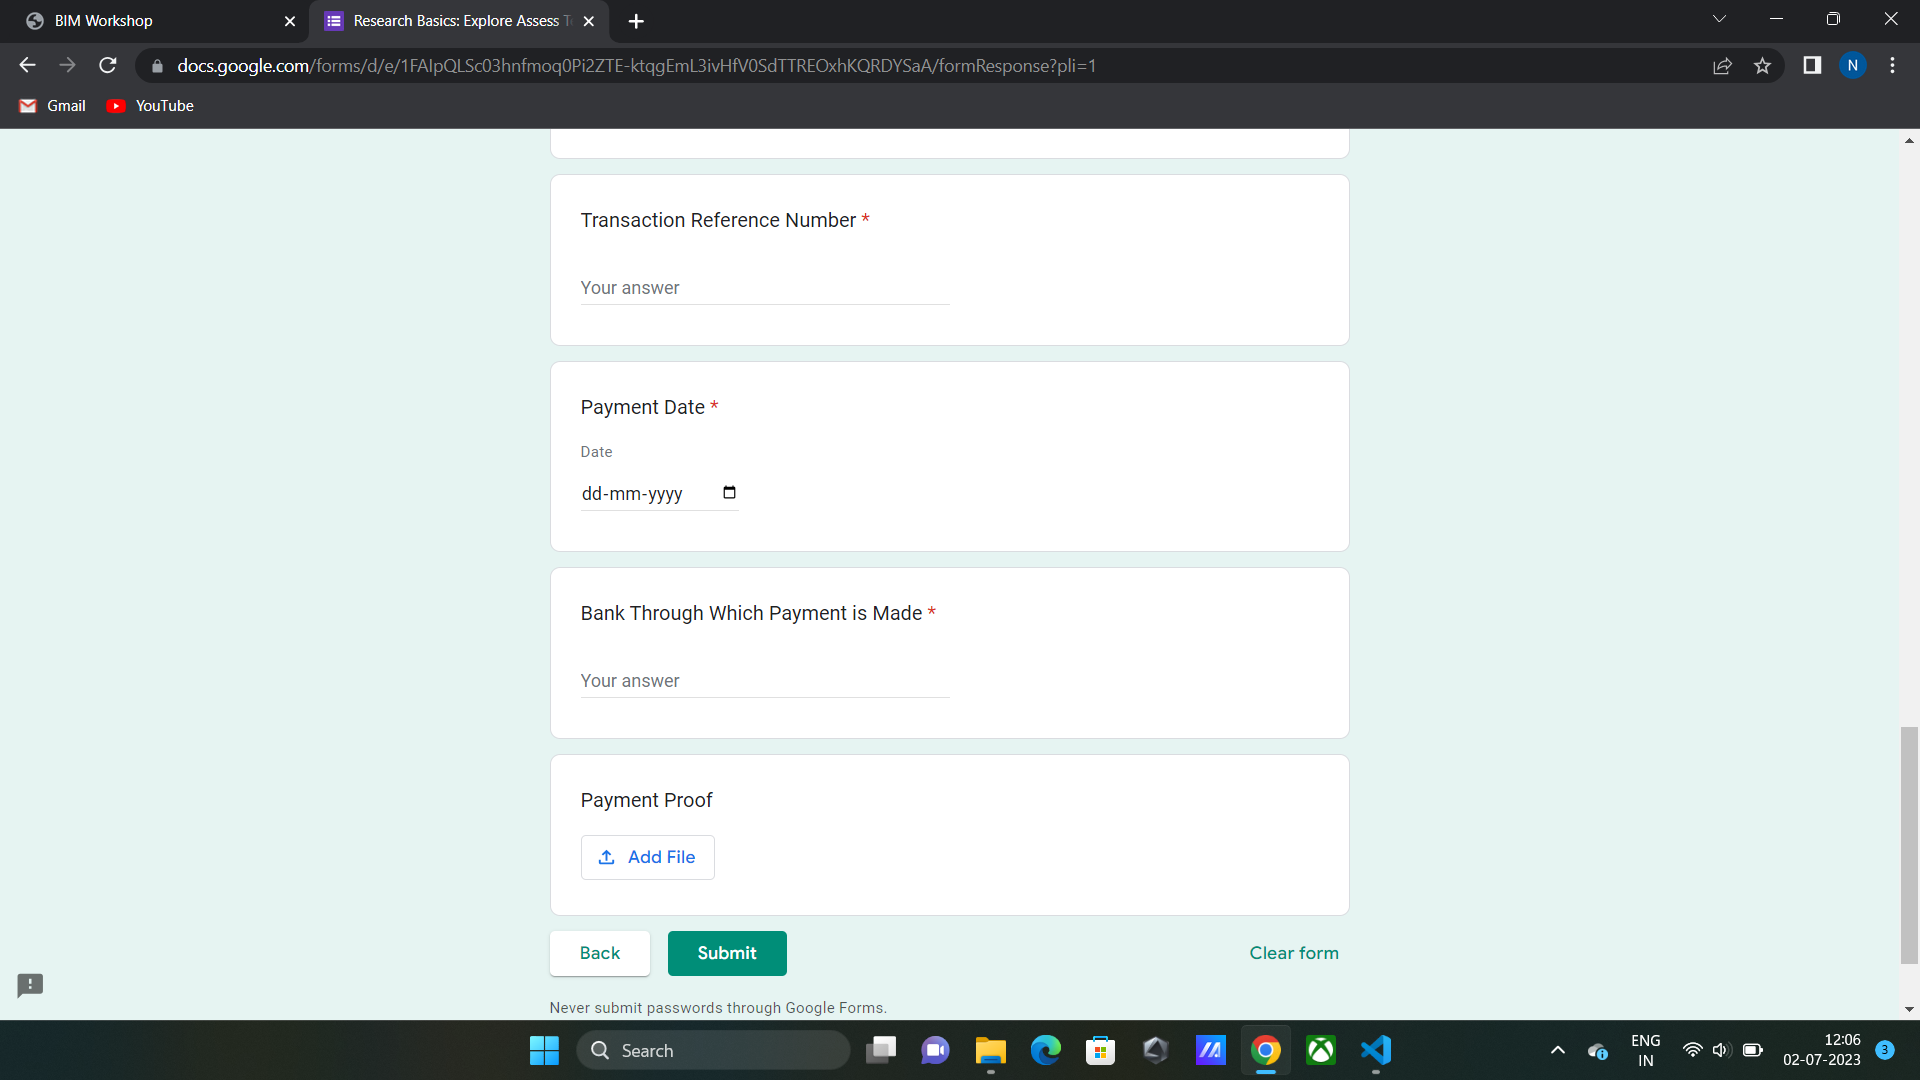 BIM Workshop
Research Basics: Explore Assess
docs.google.com/forms/d/e/1FAIpQLSc03hnfmoq0Pi2ZTE-ktqgEmL3ivHfV0SdTTREOxhKQRDYSaA/formResponse?pli=1
N
Gmail
YouTube
Transaction Reference Number *
Your answer
Payment Date *
Date
dd-mm-yyyy
Bank Through Which Payment is Made *
Your answer
Payment Proof
Add File
Back
Submit
Clear form
Never submit passwords through Google Forms.
Search
ENG
IN
12:06
02-07-2023
3